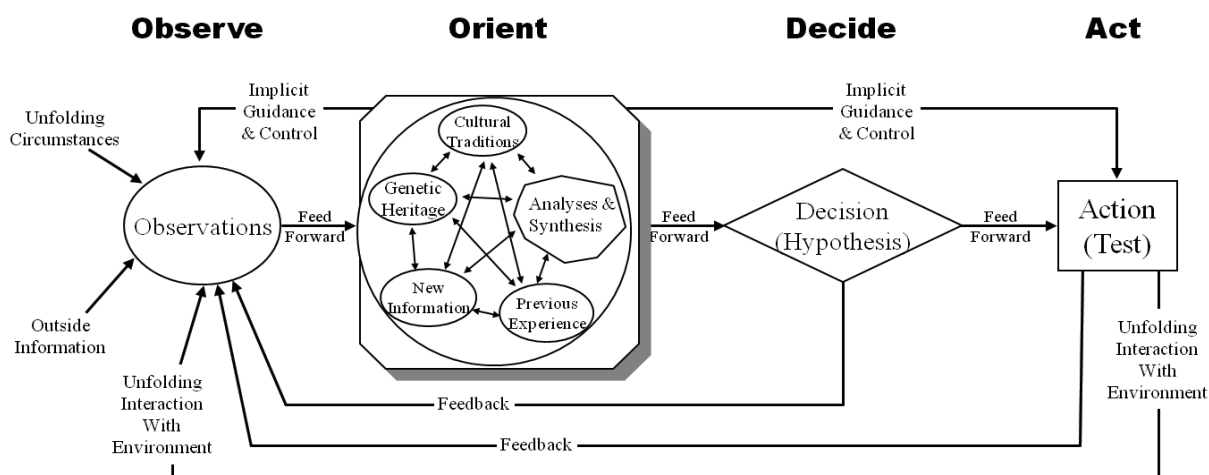 Observe
Orient
Decide
Act
Implicit
Guidance
& Control
Unfolding
Circumstances
Observations
Outside
Information
Unfolding
Interaction
With
Environment
Feed
Forward
Cultural
Traditions
Genetic
Heritage
Analyses &
Synthesis
New
Information
Previous
Experience
Feed
Forward
Implicit
Guidance
& Control
Decision
(Hypothesis)
Feed
Forward
Action
(Test)
Unfolding
Interaction
With
Environment
Feedback
Feedback